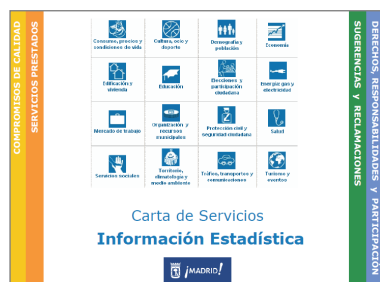 COMPROMISOS DE CALIDAD
SERVICIOS PRESTADOS
Consumo, precios y
condiciones de vida
Cultura, ocio y
deporte
Demografía y
población
Economía
Edificación y
vivienda
Educación
Elecciones y
participación
ciudadana
Energía: gas y
electricidad
Mercado de trabajo
Organización y
recursos
municipales
Protección civil y
seguridad ciudadana
Salud
Servicios sociales
Territorio,
climatología y
medio ambiente
Tráfico, transportes y
comunicaciones
Turismo y
eventos
Carta de Servicios
Información Estadística
¡MADRID!
SUGERENCIAS y RECLAMACIONES
DERECHOS, RESPONSABILIDADES y PARTICIPACIÓN